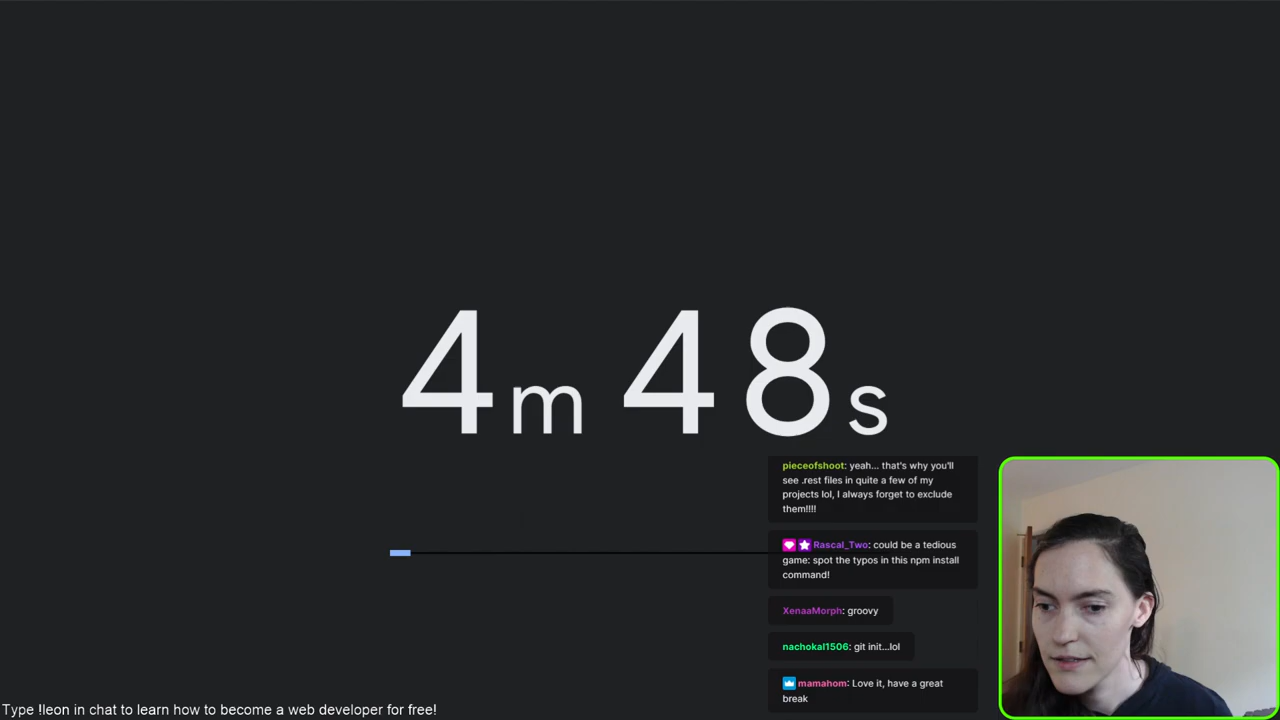 4m 48s
pieceofshoot: yeah... that's why you'll
see .rest files in quite a few of my
projects lol, I always forget to exclude
them!!!!
Rascal_Two: could be a tedious
game: spot the typos in this npm install
command!
XenaaMorph: groovy
nachokal1506: git init...lol
mamahom: Love it, have a great
break
Type !leon in chat to learn how to become a web developer for free!